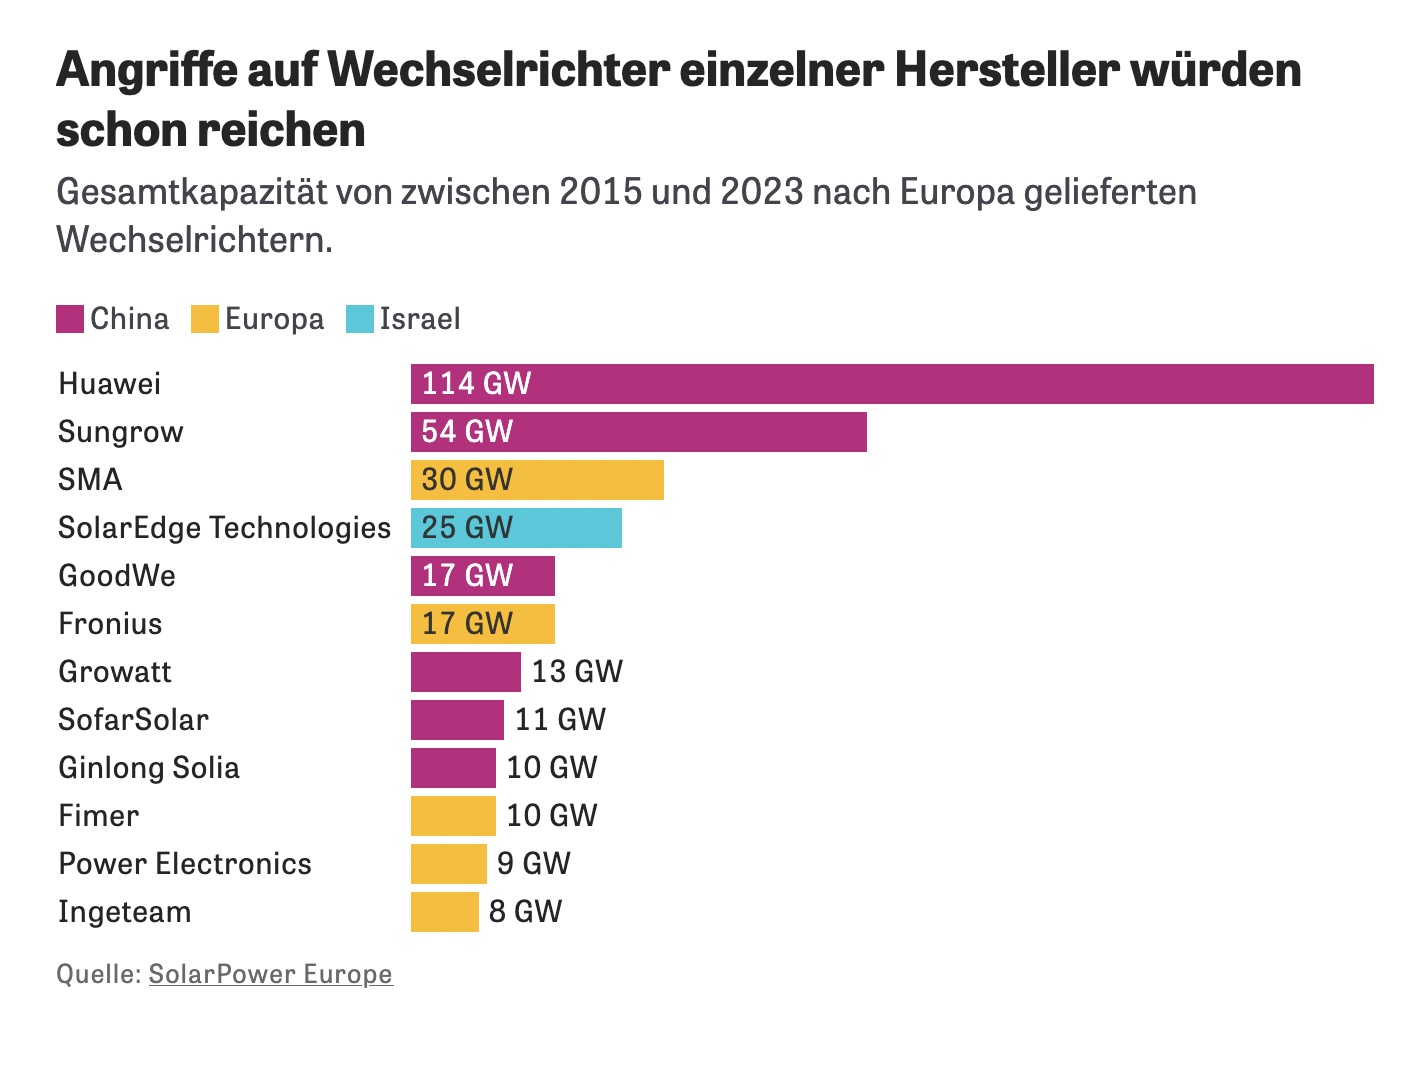 Angriffe auf Wechselrichter einzelner Hersteller würden
schon reichen
Gesamtkapazität von zwischen 2015 und 2023 nach Europa gelieferten
Wechselrichtern.
China Europa Israel
Huawei 114 GW
Sungrow 54 GW
SMA 30 GW
SolarEdge Technologies 25 GW
GoodWe 17 GW
Fronius 17 GW
Growatt 13 GW
SofarSolar 11 GW
Ginlong Solia 10 GW
Fimer 10 GW
Power Electronics 9 GW
Ingeteam 8 GW
Quelle: SolarPower Europe